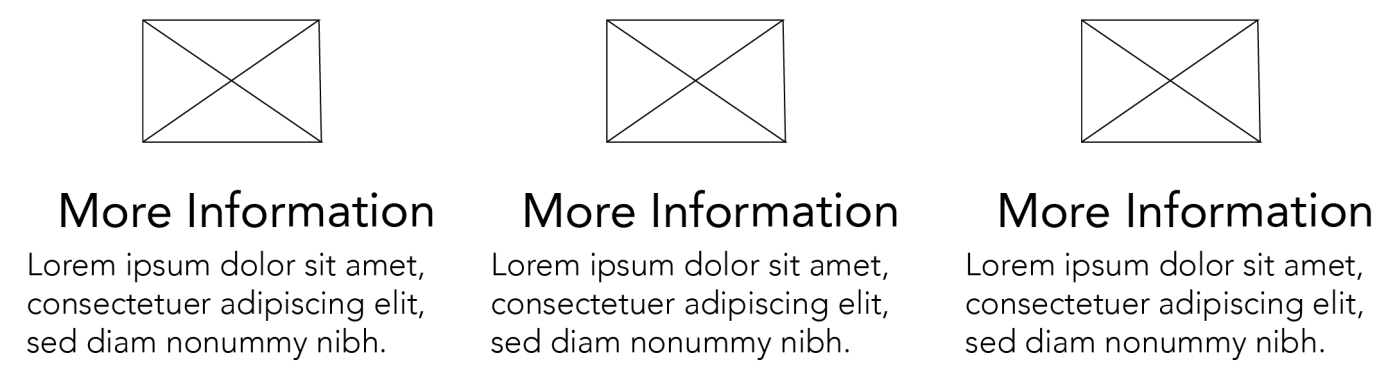 More Information
Lorem ipsum dolor sit amet,
consectetuer adipiscing elit,
sed diam nonummy nibh.
More Information
Lorem ipsum dolor sit amet,
consectetuer adipiscing elit,
sed diam nonummy nibh.
More Information
Lorem ipsum dolor sit amet,
consectetuer adipiscing elit,
sed diam nonummy nibh.